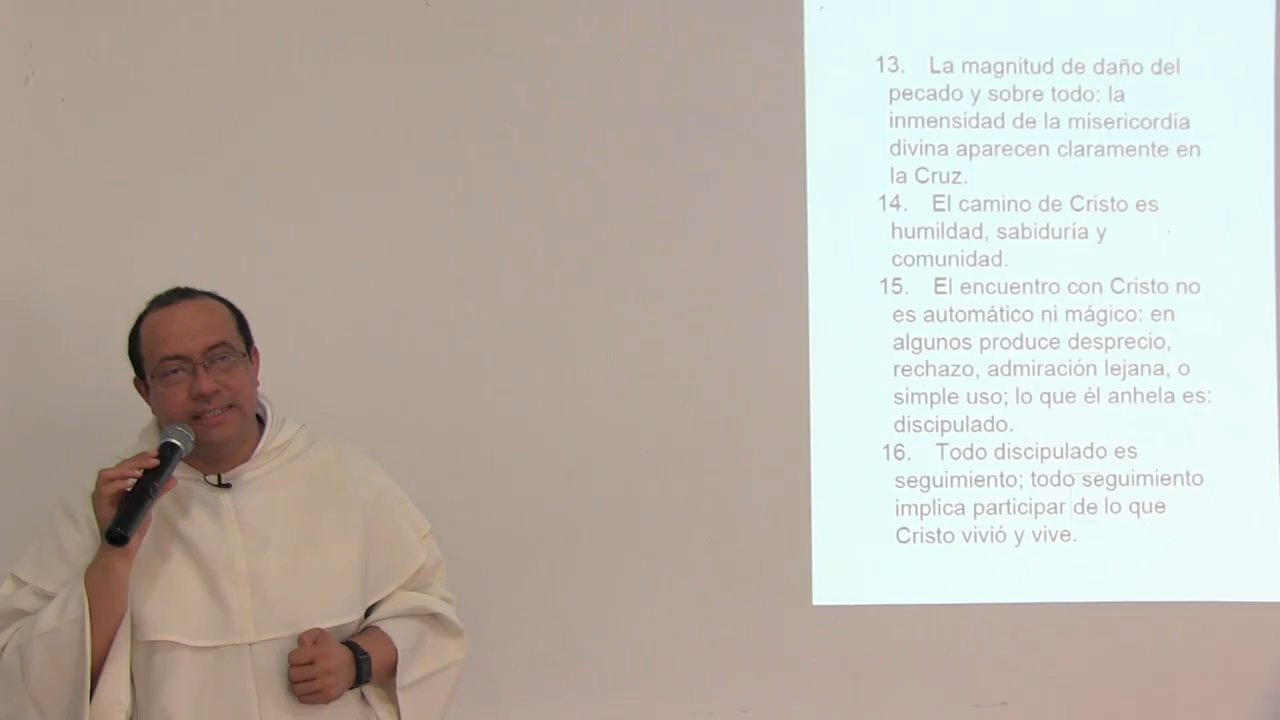 13. La magnitud de daño del
pecado y sobre todo: la
inmensidad de la misericordia
divina aparecen claramente en
la Cruz.
14. El camino de Cristo es
humildad, sabiduría y
comunidad.
15. El encuentro con Cristo no
es automático ni mágico: en
algunos produce desprecio,
rechazo, admiración lejana, o
simple uso; lo que él anhela es:
discipulado.
16. Todo discipulado es
seguimiento; todo seguimiento
implica participar de lo que
Cristo vivió y vive.